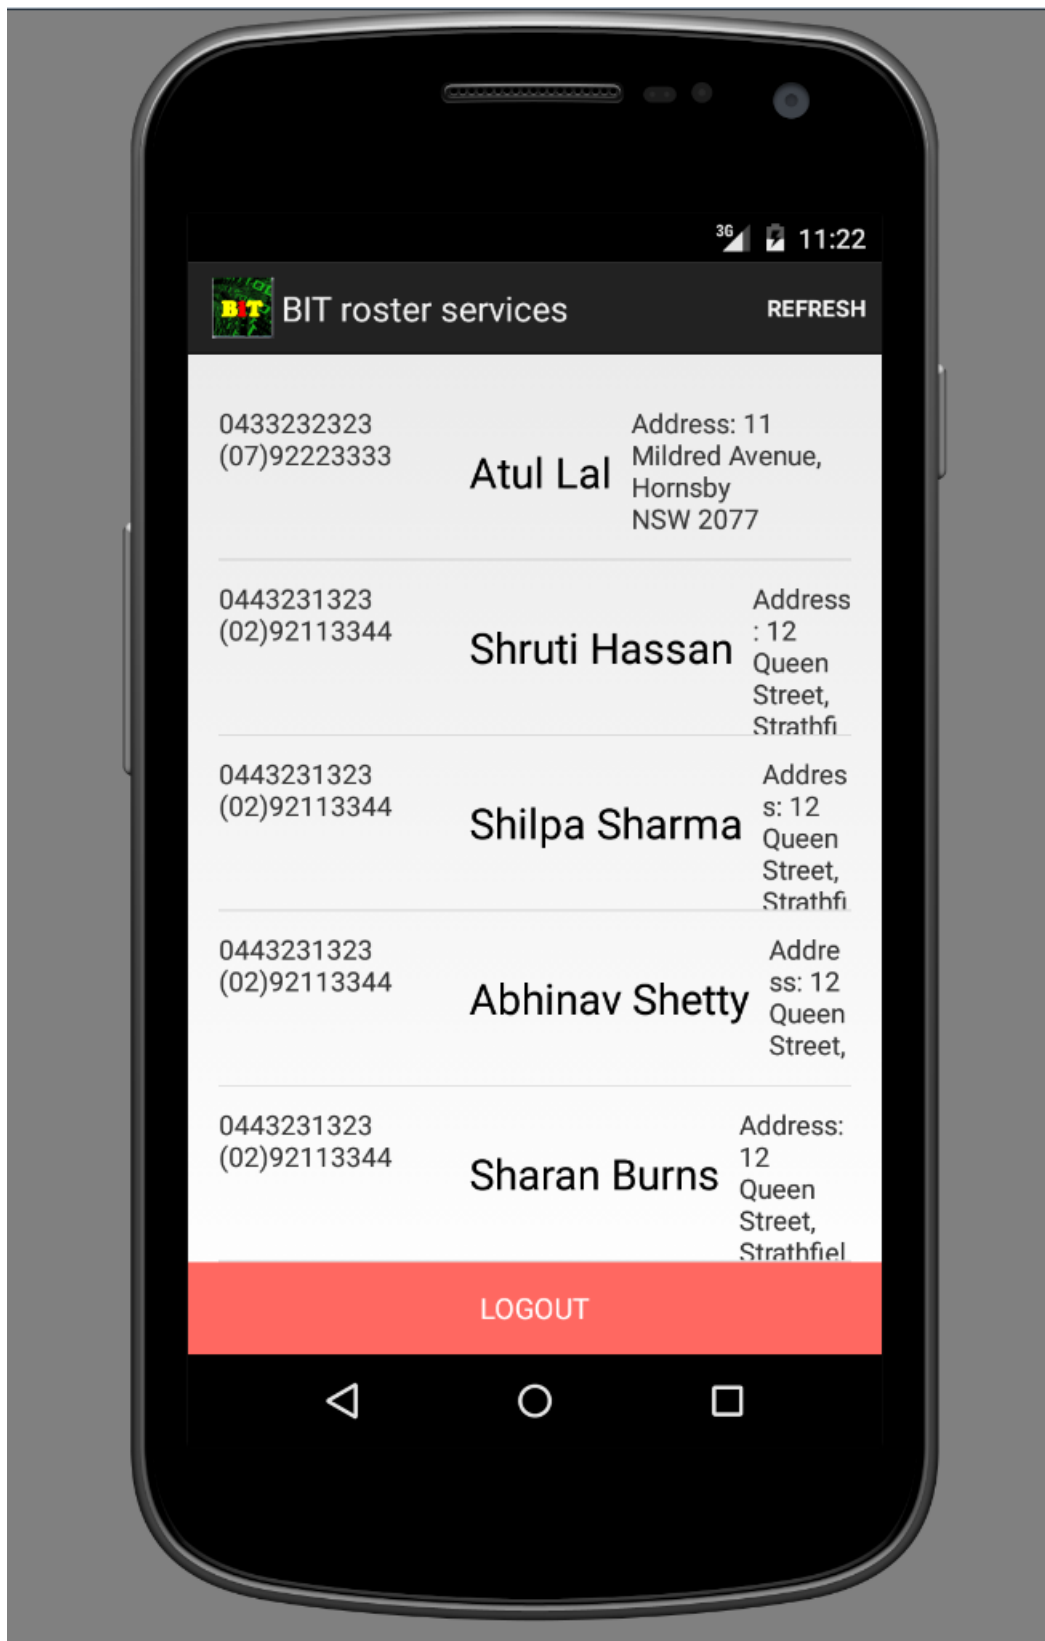 3G 11:22
BIT BIT roster services REFRESH
0433232323
(07)92223333
Atul Lal
Address: 11
Mildred Avenue,
Hornsby
NSW 2077
0443231323
(02)92113344
Shruti Hassan
Address
: 12
Queen
Street,
Strathfi
0443231323
(02)92113344
Shilpa Sharma
Addres
s: 12
Queen
Street,
Strathfi
0443231323
(02)92113344
Abhinav Shetty
Addre
ss: 12
Queen
Street,
0443231323
(02)92113344
Sharan Burns
Address:
12
Queen
Street,
Strathfiel
LOGOUT